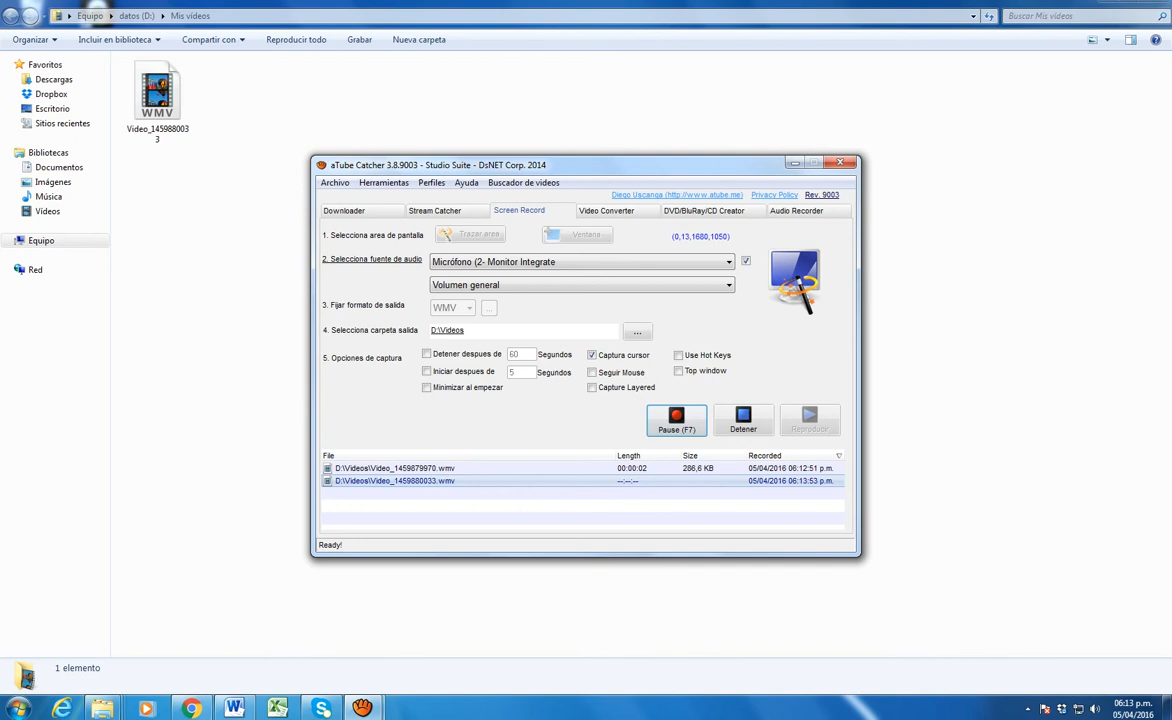 Equipo ▸ datos (D:) ▸ Mis videos
Buscar Mis videos
Organizar
Incluir en biblioteca
Compartir con
Reproducir todo
Grabar
Nueva carpeta
Favoritos
Descargas
Dropbox
Escritorio
Sitios recientes
Bibliotecas
Documentos
Imágenes
Música
Vídeos
Equipo
Red
WMV
Video_145988003
3
aTube Catcher 3.8.9003 - Studio Suite - DsNET Corp. 2014
Archivo Herramientas Perfiles Ayuda Buscador de videos
Diego Uscanga (http://www.atube.me) Privacy Policy Rev. 9003
Downloader Stream Catcher Screen Record Video Converter DVD/BluRay/CD Creator Audio Recorder
1. Selecciona area de pantalla Trazar area Ventana (0,13,1680,1050)
2. Selecciona fuente de audio Micrófono (2- Monitor Integrate
Volumen general
3. Fijar formato de salida WMV ...
4. Selecciona carpeta salida D:\Videos ...
5. Opciones de captura
Detener despues de 60 Segundos Captura cursor Use Hot Keys
Iniciar despues de 5 Segundos Seguir Mouse Top window
Minimizar al empezar Capture Layered
Pause (F7) Detener Reproducir
File Length Size Recorded
D:\Videos\Video_1459879970.wmv 00:00:02 286,6 KB 05/04/2016 06:12:51 p.m.
D:\Videos\Video_1459880033.wmv --:--:-- 05/04/2016 06:13:53 p.m.
Ready!
1 elemento
06:13 p.m.
05/04/2016